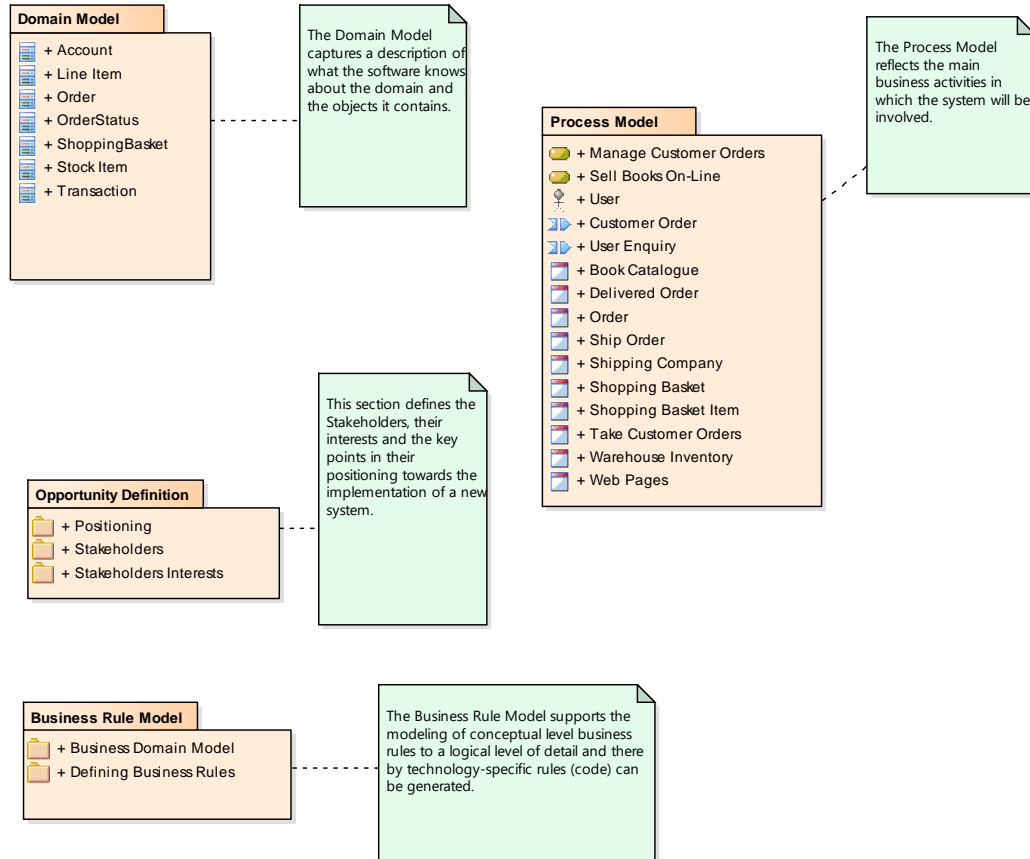 Domain Model
+ Account
+ Line Item
+ Order
+ OrderStatus
+ ShoppingBasket
+ Stock Item
+ Transaction
The Domain Model
captures a description of
what the software knows
about the domain and
the objects it contains.
The Process Model
reflects the main
business activities in
which the system will be
involved.
Process Model
+ Manage Customer Orders
+ Sell Books On-Line
+ User
+ Customer Order
+ User Enquiry
+ Book Catalogue
+ Delivered Order
+ Order
+ Ship Order
+ Shipping Company
+ Shopping Basket
+ Shopping Basket Item
+ Take Customer Orders
+ Warehouse Inventory
+ Web Pages
This section defines the
Stakeholders, their
interests and the key
points in their
positioning towards the
implementation of a new
system.
Opportunity Definition
+ Positioning
+ Stakeholders
+ Stakeholders Interests
Business Rule Model
+ Business Domain Model
+ Defining Business Rules
The Business Rule Model supports the
modeling of conceptual level business
rules to a logical level of detail and there
by technology-specific rules (code) can
be generated.